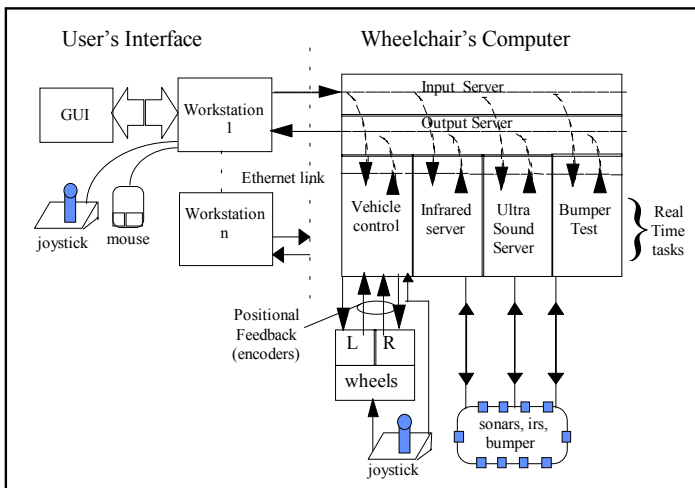 User's Interface
Wheelchair's Computer
GUI
Workstation
1
Input Server
Output Server
Ethernet link
joystick
mouse
Workstation
n
Vehicle
control
Infrared
server
Ultra
Sound
Server
Bumper
Test
Real
Time
tasks
Positional
Feedback
(encoders)
L
R
wheels
joystick
sonars, irs,
bumper